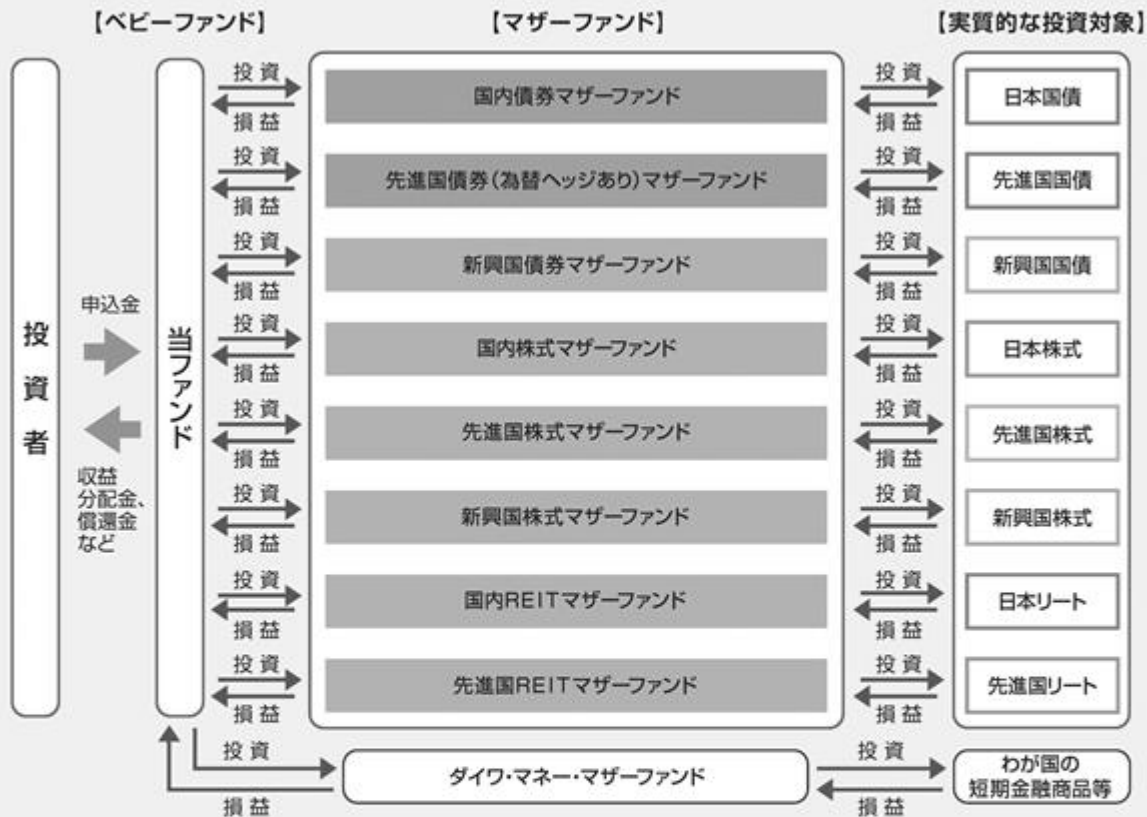 【ベビーファンド】
【マザーファンド】
【実質的な投資対象】
投資者
申込金
収益
分配金、
償還金
など
当ファンド
投資
損益
国内債券マザーファンド
投資
損益
日本国債
投資
損益
先進国債券(為替ヘッジあり)マザーファンド
投資
損益
先進国国債
投資
損益
新興国債券マザーファンド
投資
損益
新興国国債
投資
損益
国内株式マザーファンド
投資
損益
日本株式
投資
損益
先進国株式マザーファンド
投資
損益
先進国株式
投資
損益
新興国株式マザーファンド
投資
損益
新興国株式
投資
損益
国内REITマザーファンド
投資
損益
日本リート
投資
損益
先進国REITマザーファンド
投資
損益
先進国リート
投資
損益
ダイワ・マネー・マザーファンド
投資
損益
わが国の
短期金融商品等